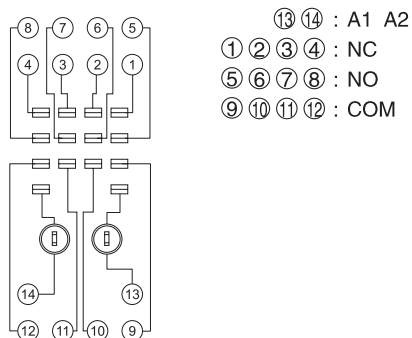 ⑧ ⑦ ⑥ ⑤
④ ③ ② ①
⑭ ⑬
⑫ ⑪ ⑩ ⑨
⑬ ⑭ : A1 A2
① ② ③ ④ : NC
⑤ ⑥ ⑦ ⑧ : NO
⑨ ⑩ ⑪ ⑫ : COM